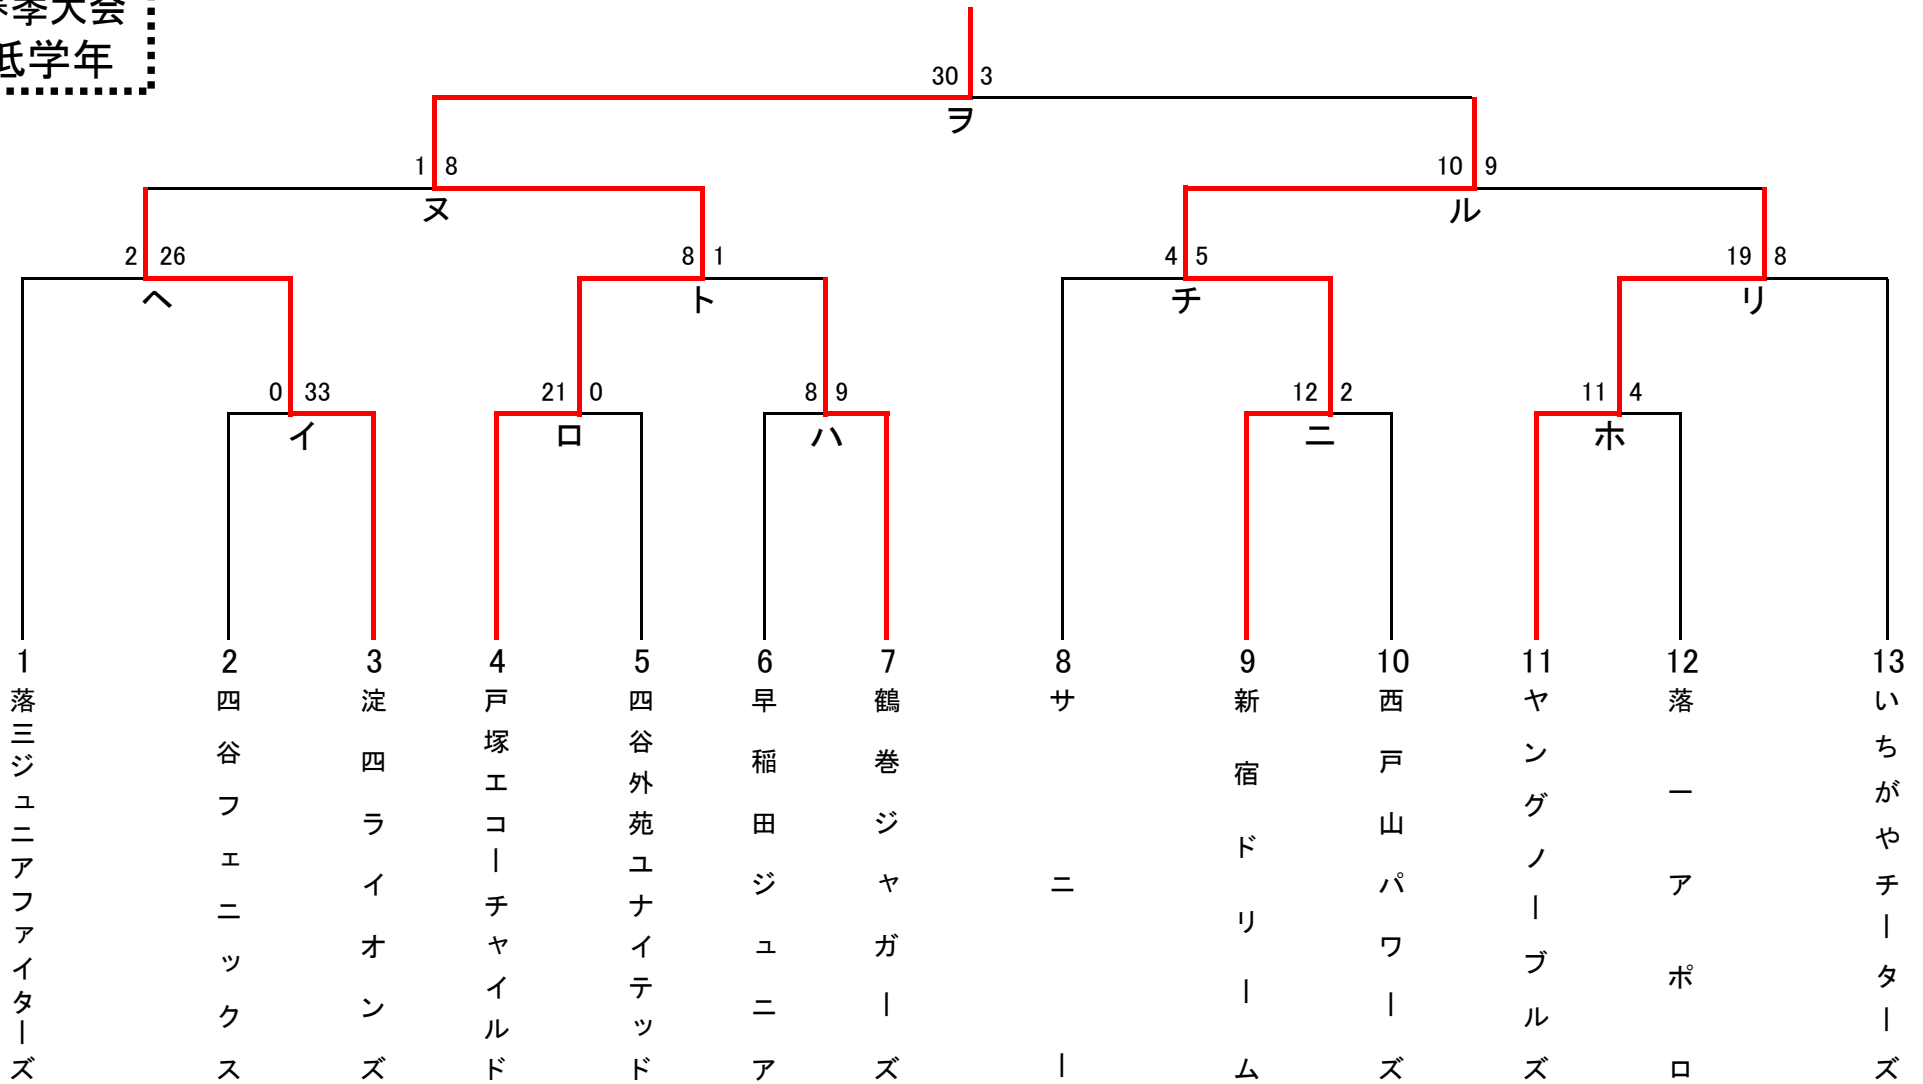 季大会
低学年
30 3
ヲ
1 8
ヌ
10 9
ル
2 26
ヘ
8 1
ト
4 5
チ
19 8
リ
0 33
イ
21 0
ロ
8 9
ハ
12 2
ニ
11 4
ホ
1 落三ジュニアファイターズ
2 四谷フェニックス
3 淀四ライオンズ
4 戸塚エコーチャイルド
5 四谷外苑ユナイテッド
6 早稲田ジュニア
7 鶴巻ジャガーズ
8 サニー
9 新宿ドリーム
10 西戸山パワーズ
11 ヤングノーブルズ
12 落一アポロ
13 いちがやチーターズ